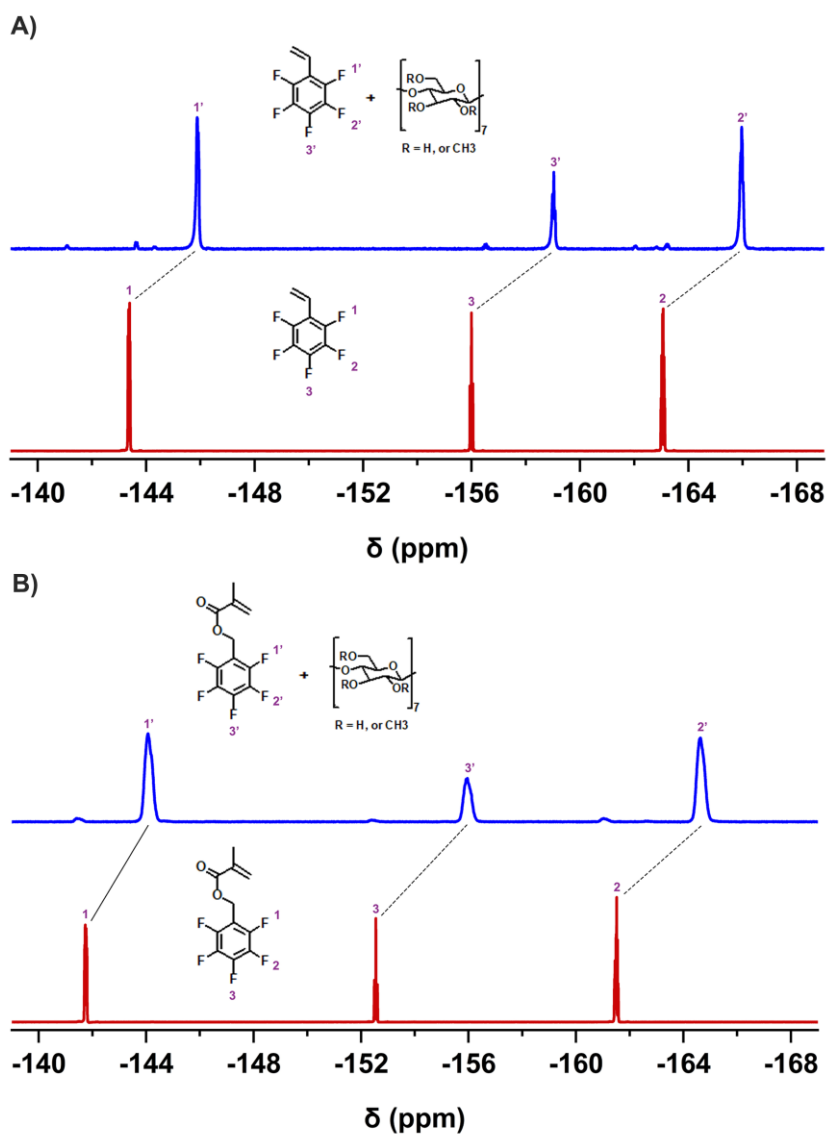 A)
F 1'
F F
F 2'
F
3'
+
RO
O
RO
OR
O
7
R = H, or CH3
1'
3'
2'
1
3
2
F 1
F F
F 2
F
3
-140 -144 -148 -152 -156 -160 -164 -168
δ (ppm)
B)
O
O
F 1'
F F
F 2'
F
3'
+
RO
O
RO
OR
O
7
R = H, or CH3
1'
3'
2'
O
O
1
3
2
F 1
F F
F 2
F
3
-140 -144 -148 -152 -156 -160 -164 -168
δ (ppm)